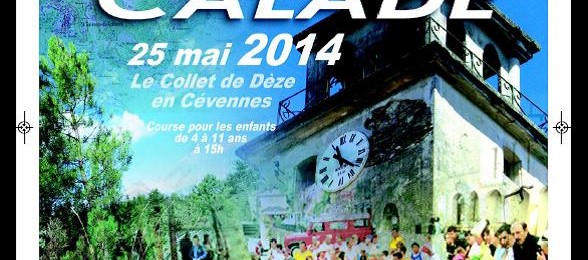 CALADE
25 mai 2014
Le Collet de Dèze
en Cévennes
Course pour les enfants
de 4 à 11 ans
à 15h